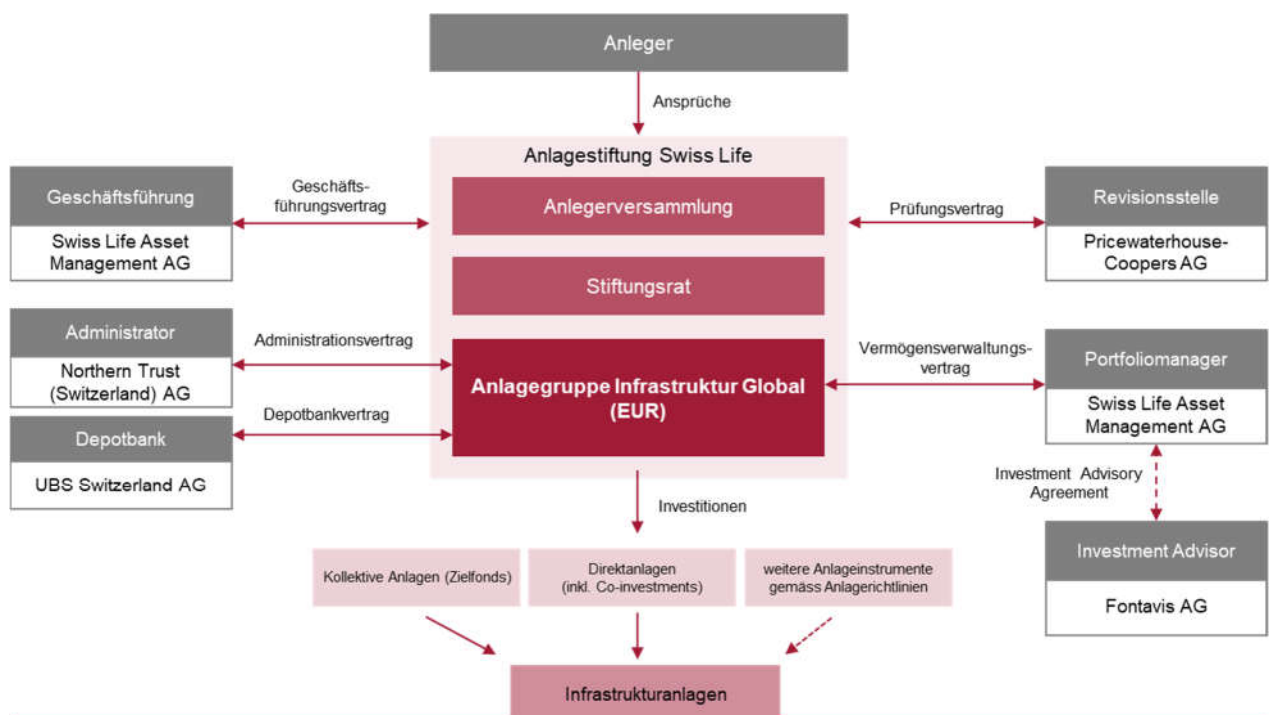 Anleger
Ansprüche
Anlagestiftung Swiss Life
Anlegerversammlung
Stiftungsrat
Anlagegruppe Infrastruktur Global
(EUR)
Geschäftsführung
Swiss Life Asset
Management AG
Geschäfts-
führungsvertrag
Administrator
Northern Trust
(Switzerland) AG
Administrationsvertrag
Depotbank
UBS Switzerland AG
Depotbankvertrag
Prüfungsvertrag
Revisionsstelle
Pricewaterhouse-
Coopers AG
Vermögensverwaltungs-
vertrag
Portfoliomanager
Swiss Life Asset
Management AG
Investment Advisory
Agreement
Investment Advisor
Fontavis AG
Investitionen
Kollektive Anlagen (Zielfonds)
Direktanlagen
(inkl. Co-investments)
weitere Anlageinstrumente
gemäss Anlagerichtlinien
Infrastrukturanlagen